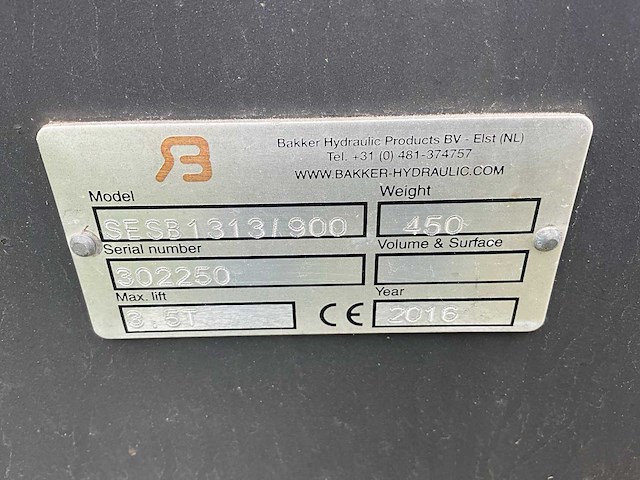 B
Bakker Hydraulic Products BV - Elst (NL)
Tel. +31 (0) 481-374757
WWW.BAKKER-HYDRAULIC.COM
Model Weight
SESB1313/900 450
Serial number Volume & Surface
302250
Max. lift Year
3.5T CE 2016